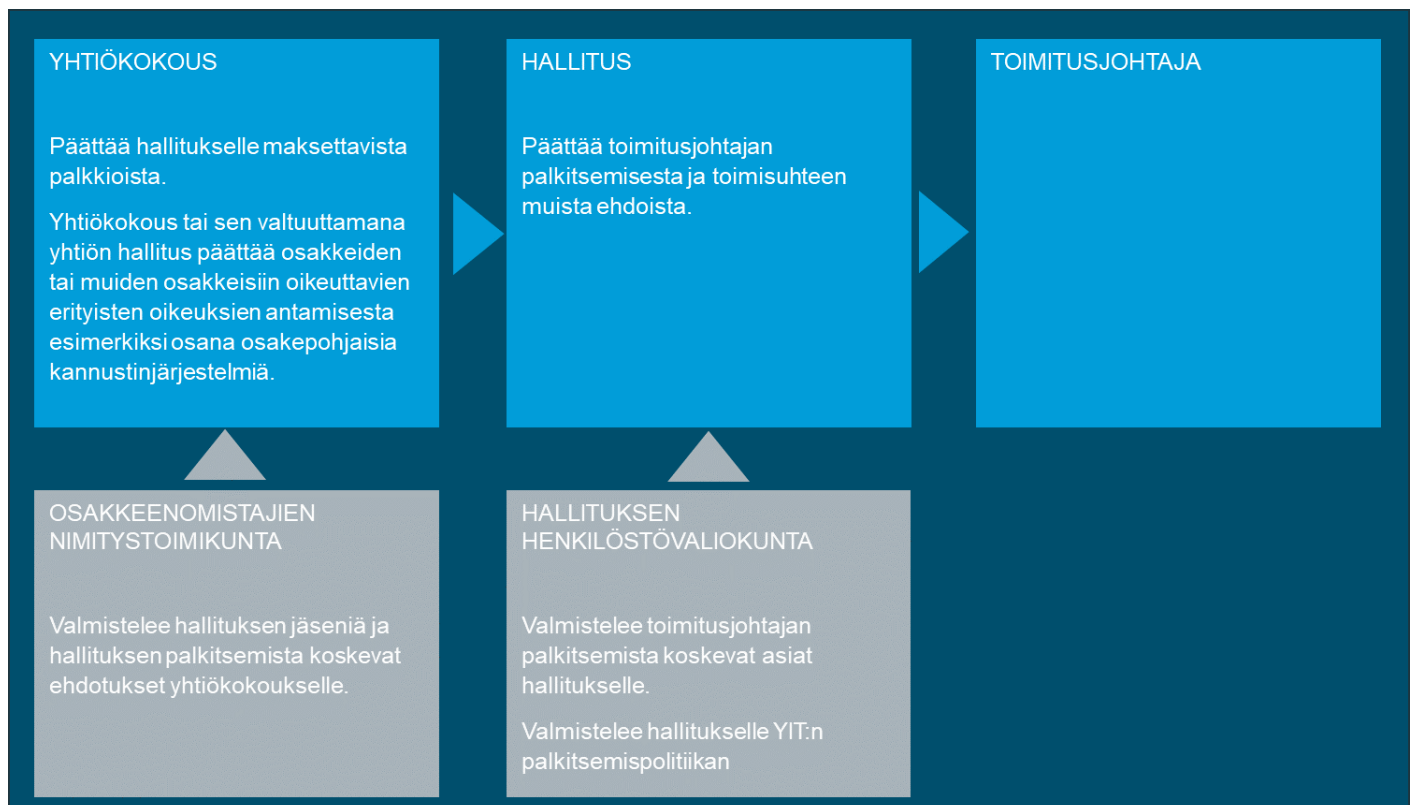 YHTIÖKOKOUS
Päättää hallitukselle maksettavista
palkkioista.
Yhtiökokous tai sen valtuuttamana
yhtiön hallitus päättää osakkeiden
tai muiden osakkeisiin oikeuttavien
erityisten oikeuksien antamisesta
esimerkiksi osana osakepohjaisia
kannustinjärjestelmiä.
HALLITUS
Päättää toimitusjohtajan
palkitsemisesta ja toimisuhteen
muista ehdoista.
TOIMITUSJOHTAJA
OSAKKEENOMISTAJIEN
NIMITYSTOIMIKUNTA
Valmistelee hallituksen jäseniä ja
hallituksen palkitsemista koskevat
ehdotukset yhtiökokoukselle.
HALLITUKSEN
HENKILÖSTÖVALIOKUNTA
Valmistelee toimitusjohtajan
palkitsemista koskevat asiat
hallitukselle.
Valmistelee hallitukselle YIT:n
palkitsemispolitiikan